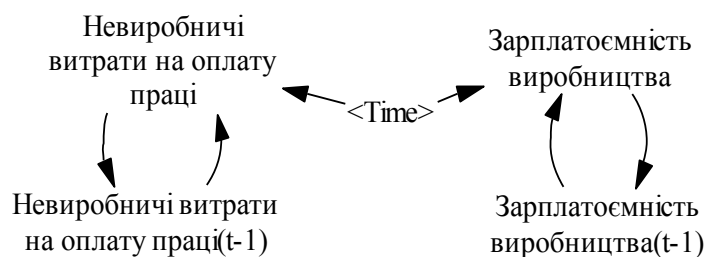 Невиробничі
витрати на оплату
праці
<Time>
Зарплатоємність
виробництва
Невиробничі витрати
на оплату праці(t-1)
Зарплатоємність
виробництва(t-1)